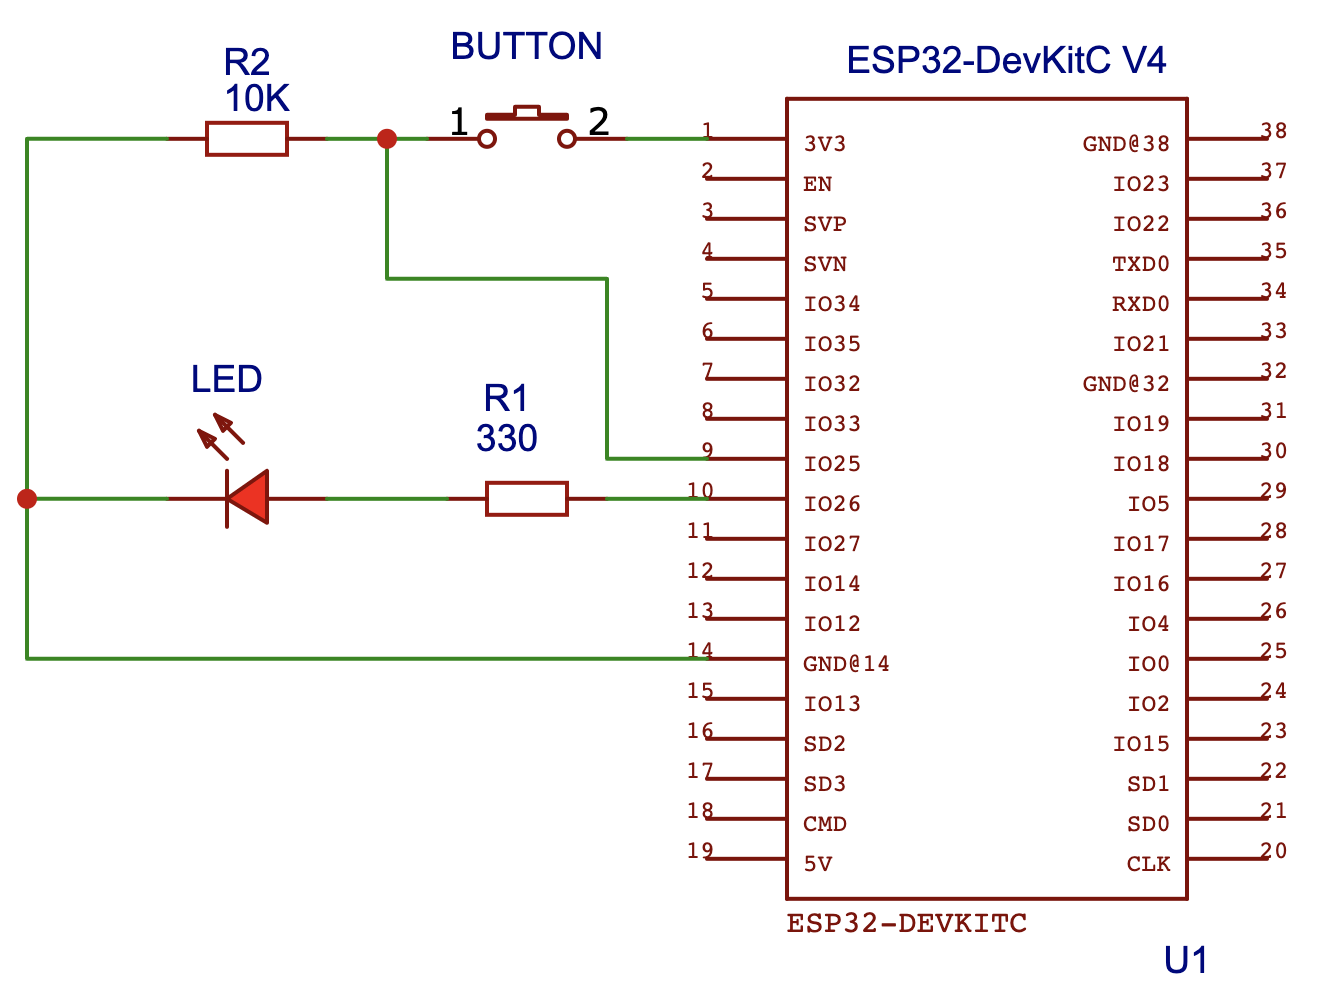 R2
10K
BUTTON
1 2
ESP32-DevKitC V4
LED
R1
330
1 3V3
2 EN
3 SVP
4 SVN
5 IO34
6 IO35
7 IO32
8 IO33
9 IO25
10 IO26
11 IO27
12 IO14
13 IO12
14 GND@14
15 IO13
16 SD2
17 SD3
18 CMD
19 5V
GND@38 38
IO23 37
IO22 36
TXD0 35
RXD0 34
IO21 33
GND@32 32
IO19 31
IO18 30
IO5 29
IO17 28
IO16 27
IO4 26
IO0 25
IO2 24
IO15 23
SD1 22
SD0 21
CLK 20
ESP32-DEVKITC
U1